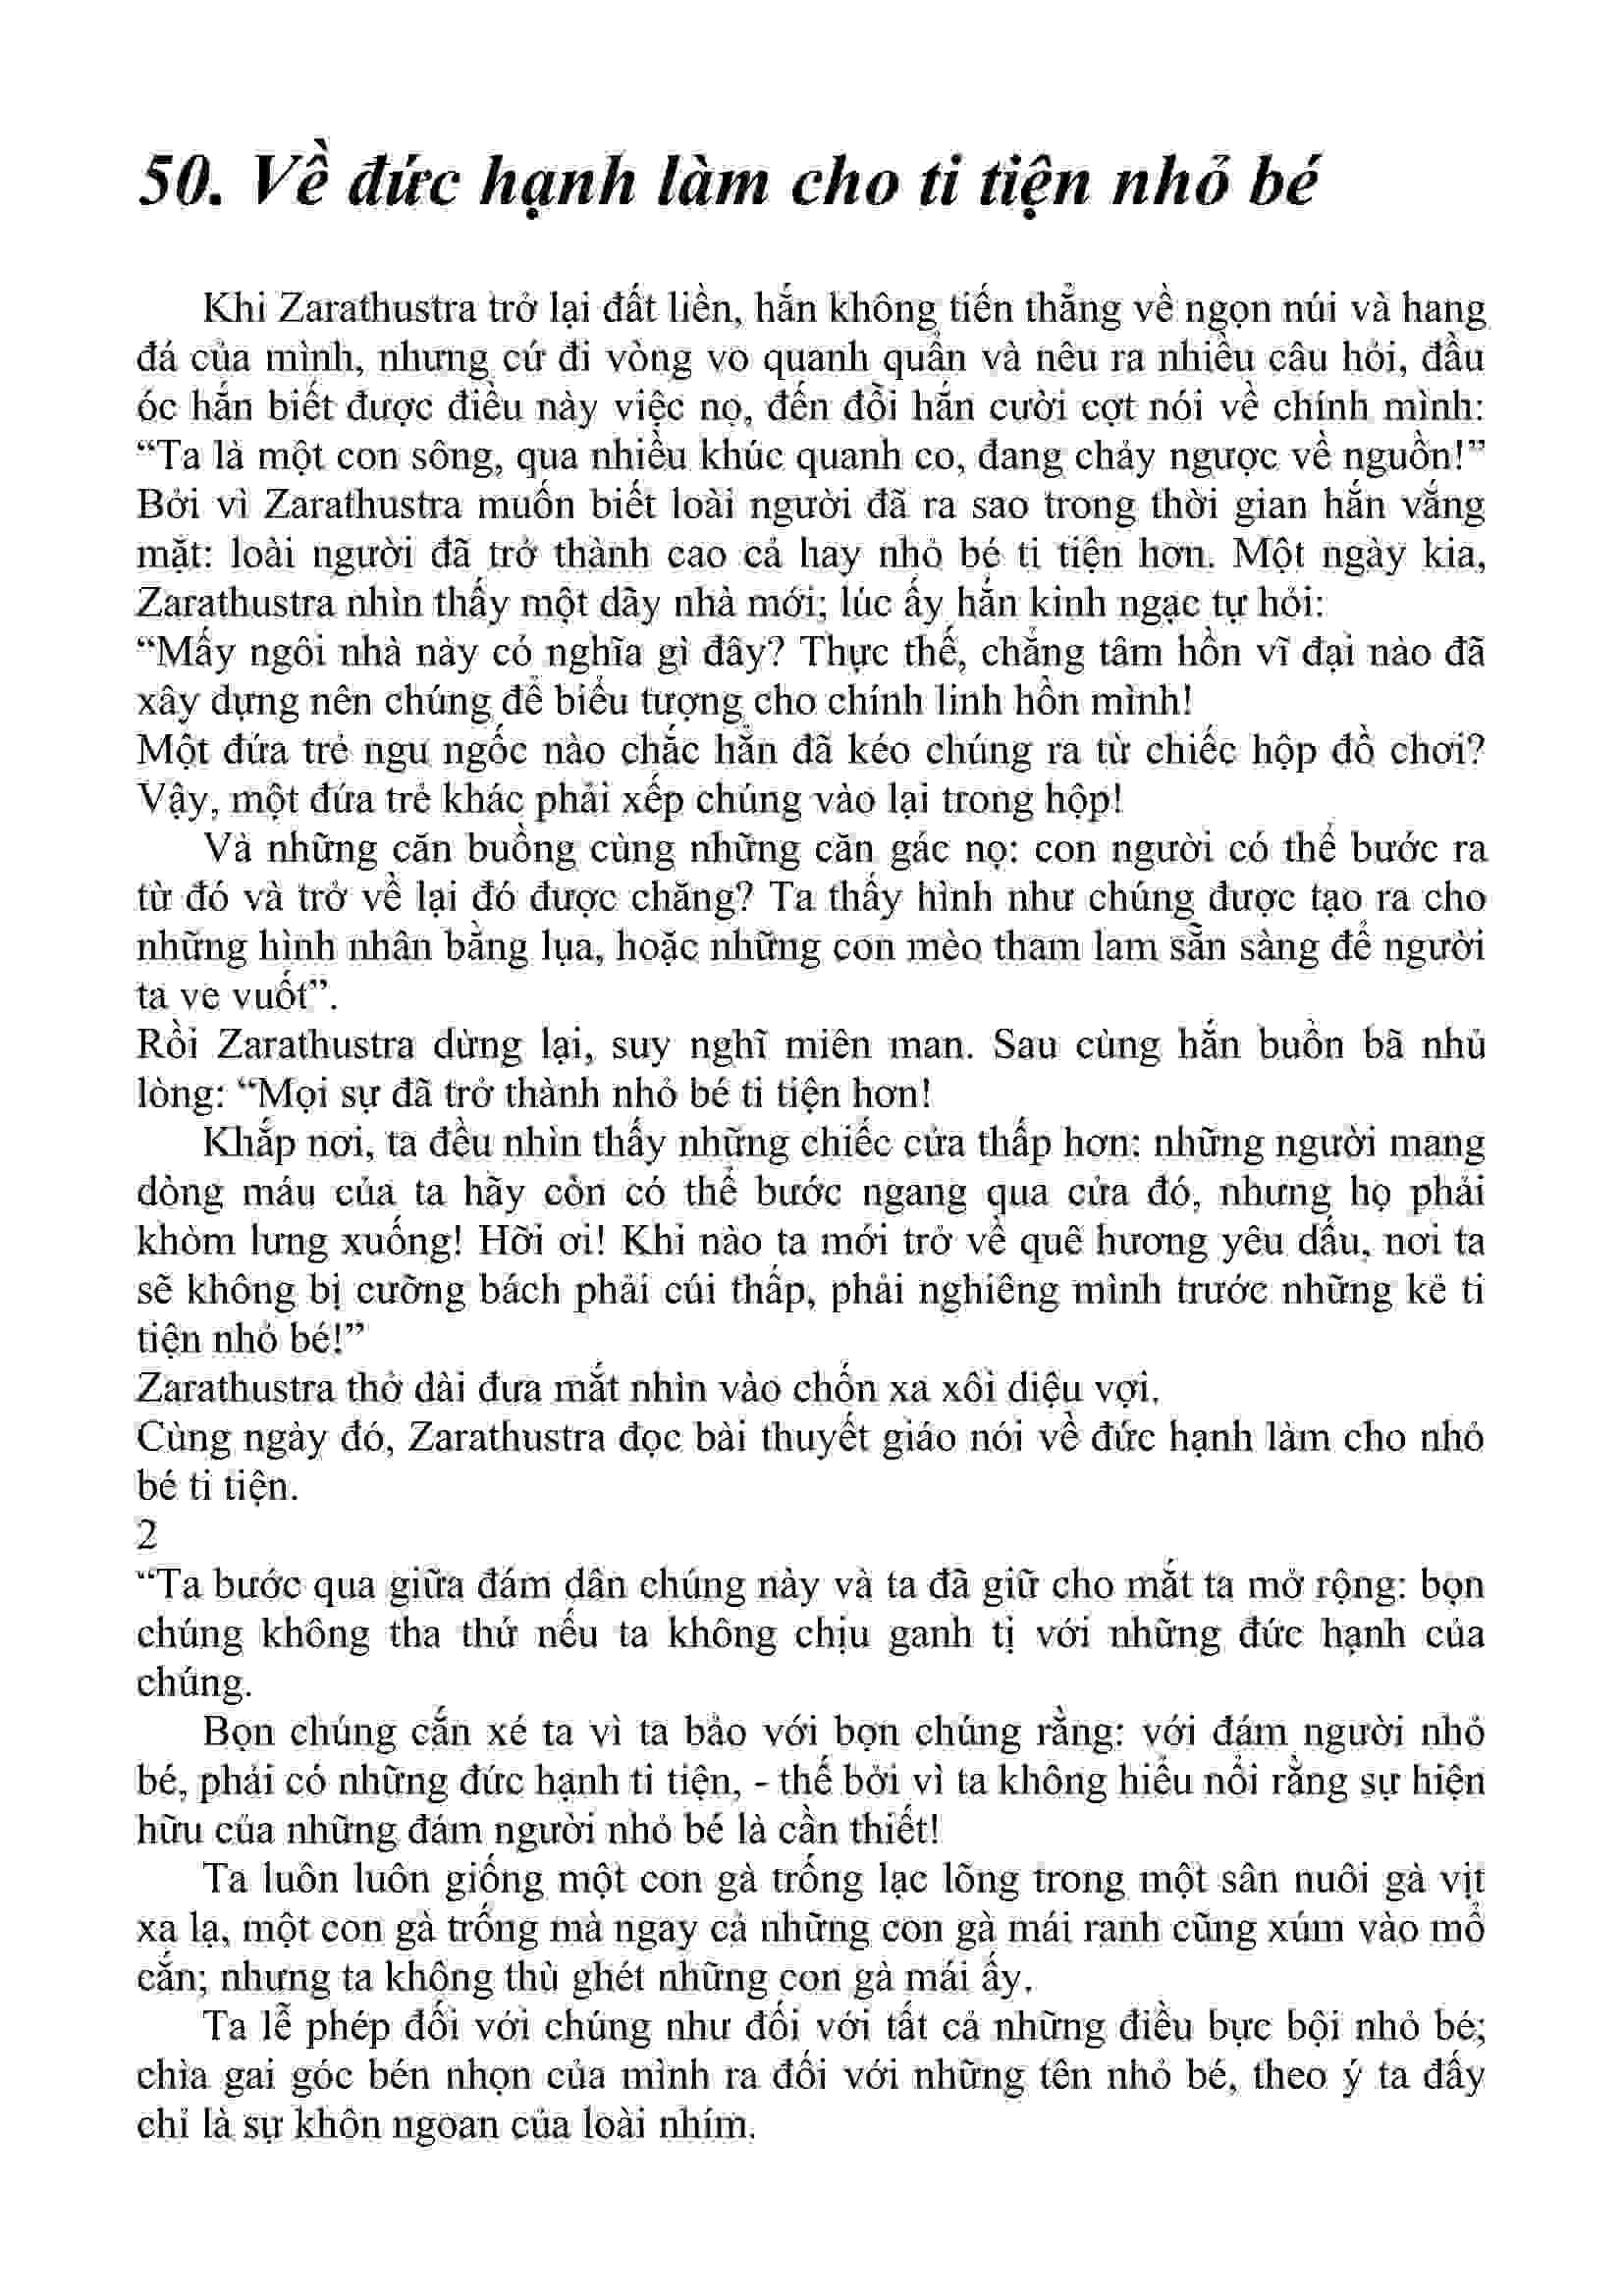 50. Về đức hạnh làm cho ti tiện nhỏ bé
Khi Zarathustra trở lại đất liền, hắn không tiến thẳng về ngọn núi và hang
đá của mình, nhưng cứ đi vòng vo quanh quẩn và nêu ra nhiều câu hỏi, đầu
óc hắn biết được điều này việc nọ, đến đồi hắn cười cợt nói về chính mình:
“Ta là một con sông, qua nhiều khúc quanh co, đang chảy ngược về nguồn!”
Bởi vì Zarathustra muốn biết loài người đã ra sao trong thời gian hắn vắng
mặt: loài người đã trở thành cao cả hay nhỏ bé ti tiện hơn. Một ngày kia,
Zarathustra nhìn thấy một dãy nhà mới; lúc ấy hắn kinh ngạc tự hỏi:
“Mấy ngôi nhà này có nghĩa gì đây? Thực thế, chẳng tâm hồn vĩ đại nào đã
xây dựng nên chúng để biểu tượng cho chính linh hồn mình!
Một đứa trẻ ngu ngốc nào chắc hẳn đã kéo chúng ra từ chiếc hộp đồ chơi?
Vậy, một đứa trẻ khác phải xếp chúng vào lại trong hộp!
Và những căn buồng cùng những căn gác nọ: con người có thể bước ra
từ đó và trở về lại đó được chăng? Ta thấy hình như chúng được tạo ra cho
những hình nhân bằng lụa, hoặc những con mèo tham lam sẵn sàng để người
ta ve vuốt”.
Rồi Zarathustra dừng lại, suy nghĩ miên man. Sau cùng hắn buồn bã nhủ
lòng: “Mọi sự đã trở thành nhỏ bé ti tiện hơn!
Khắp nơi, ta đều nhìn thấy những chiếc cửa thấp hơn: những người mang
dòng máu của ta hãy còn có thể bước ngang qua cửa đó, nhưng họ phải
khòm lưng xuống! Hỡi ơi! Khi nào ta mới trở về quê hương yêu dấu, nơi ta
sẽ không bị cưỡng bách phải cúi thấp, phải nghiêng mình trước những kẻ ti
tiện nhỏ bé!”
Zarathustra thở dài đưa mắt nhìn vào chốn xa xôi diệu vợi.
Cùng ngày đó, Zarathustra đọc bài thuyết giáo nói về đức hạnh làm cho nhỏ
bé ti tiện.
2
“Ta bước qua giữa đám dân chúng này và ta đã giữ cho mắt ta mở rộng: bọn
chúng không tha thứ nếu ta không chịu ganh tị với những đức hạnh của
chúng.
Bọn chúng cắn xé ta vì ta bảo với bọn chúng rằng: với đám người nhỏ
bé, phải có những đức hạnh ti tiện, - thế bởi vì ta không hiểu nổi rằng sự hiện
hữu của những đám người nhỏ bé là cần thiết!
Ta luôn luôn giống một con gà trống lạc lõng trong một sân nuôi gà vịt
xa lạ, một con gà trống mà ngay cả những con gà mái ranh cũng xúm vào mổ
cắn; nhưng ta không thù ghét những con gà mái ấy.
Ta lễ phép đối với chúng như đối với tất cả những điều bực bội nhỏ bé;
chìa gai góc bén nhọn của mình ra đối với những tên nhỏ bé, theo ý ta đấy
chỉ là sự khôn ngoan của loài nhím.